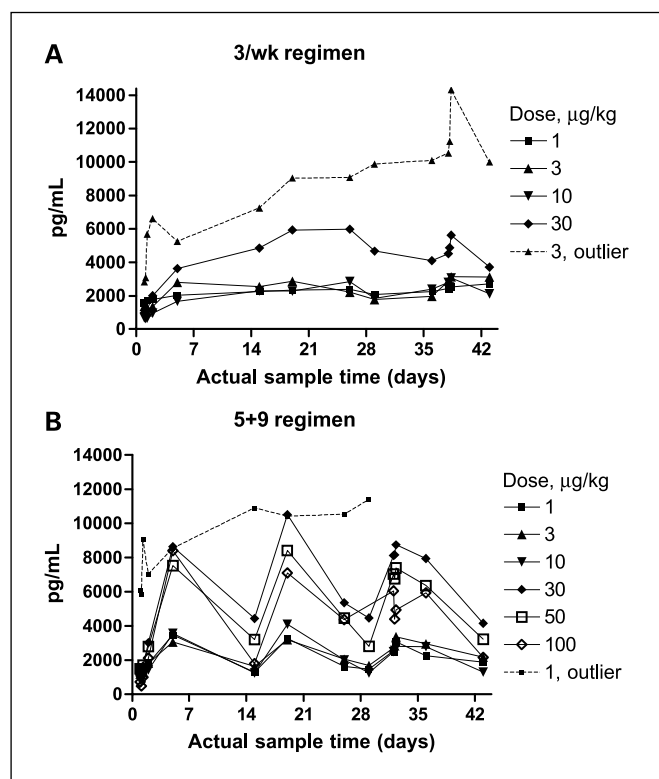 A
3/wk regimen
14000
12000
10000
8000
6000
4000
2000
0
pg/mL
0 7 14 21 28 35 42
Actual sample time (days)
Dose, μg/kg
1
3
10
30
3, outlier
B
5+9 regimen
14000
12000
10000
8000
6000
4000
2000
0
pg/mL
0 7 14 21 28 35 42
Actual sample time (days)
Dose, μg/kg
1
3
10
30
50
100
1, outlier